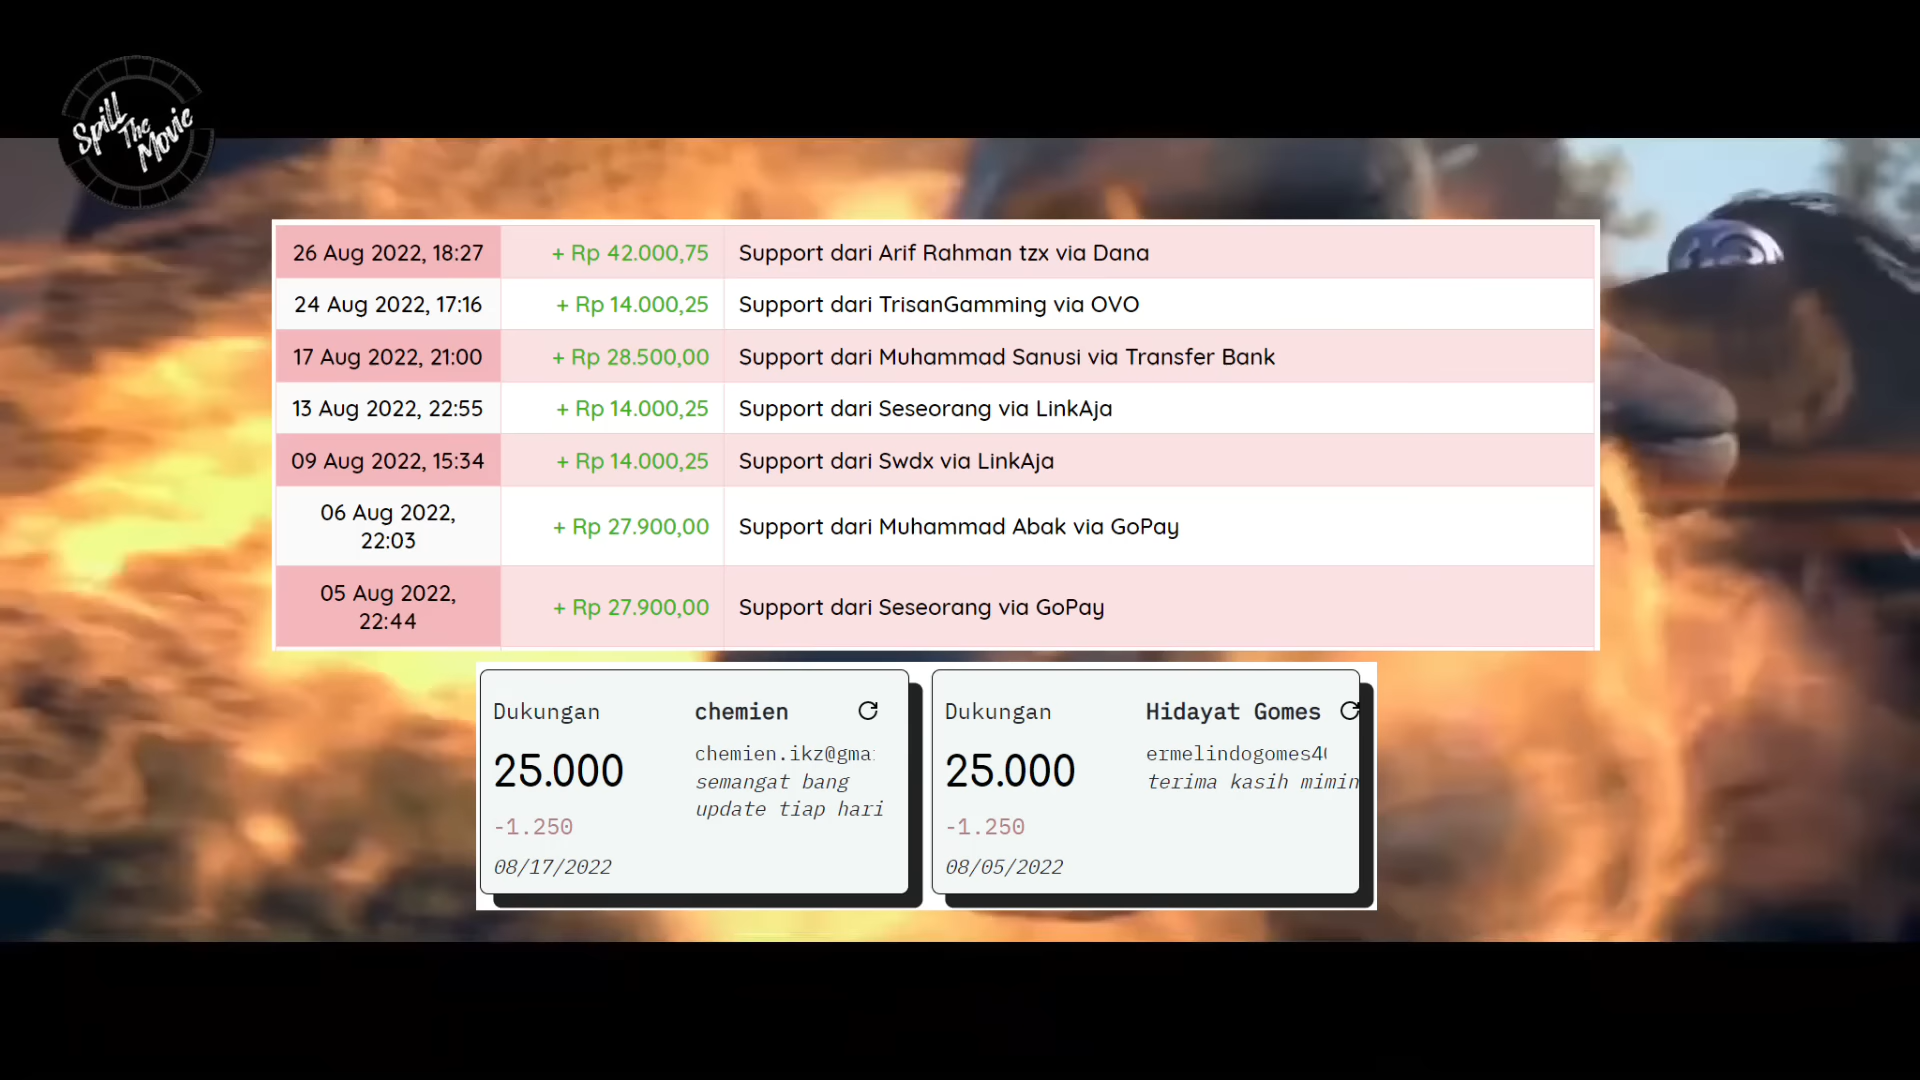 Spill
The
Movie
26 Aug 2022, 18:27 + Rp 42.000,75 Support dari Arif Rahman tzx via Dana
24 Aug 2022, 17:16 + Rp 14.000,25 Support dari TrisanGamming via OVO
17 Aug 2022, 21:00 + Rp 28.500,00 Support dari Muhammad Sanusi via Transfer Bank
13 Aug 2022, 22:55 + Rp 14.000,25 Support dari Seseorang via LinkAja
09 Aug 2022, 15:34 + Rp 14.000,25 Support dari Swdx via LinkAja
06 Aug 2022,
22:03 + Rp 27.900,00 Support dari Muhammad Abak via GoPay
05 Aug 2022,
22:44 + Rp 27.900,00 Support dari Seseorang via GoPay
Dukungan chemien
chemien.ikz@gma
25.000
semangat bang
update tiap hari
-1.250
08/17/2022
Dukungan Hidayat Gomes
ermelindogomes4
25.000
terima kasih mimin
-1.250
08/05/2022